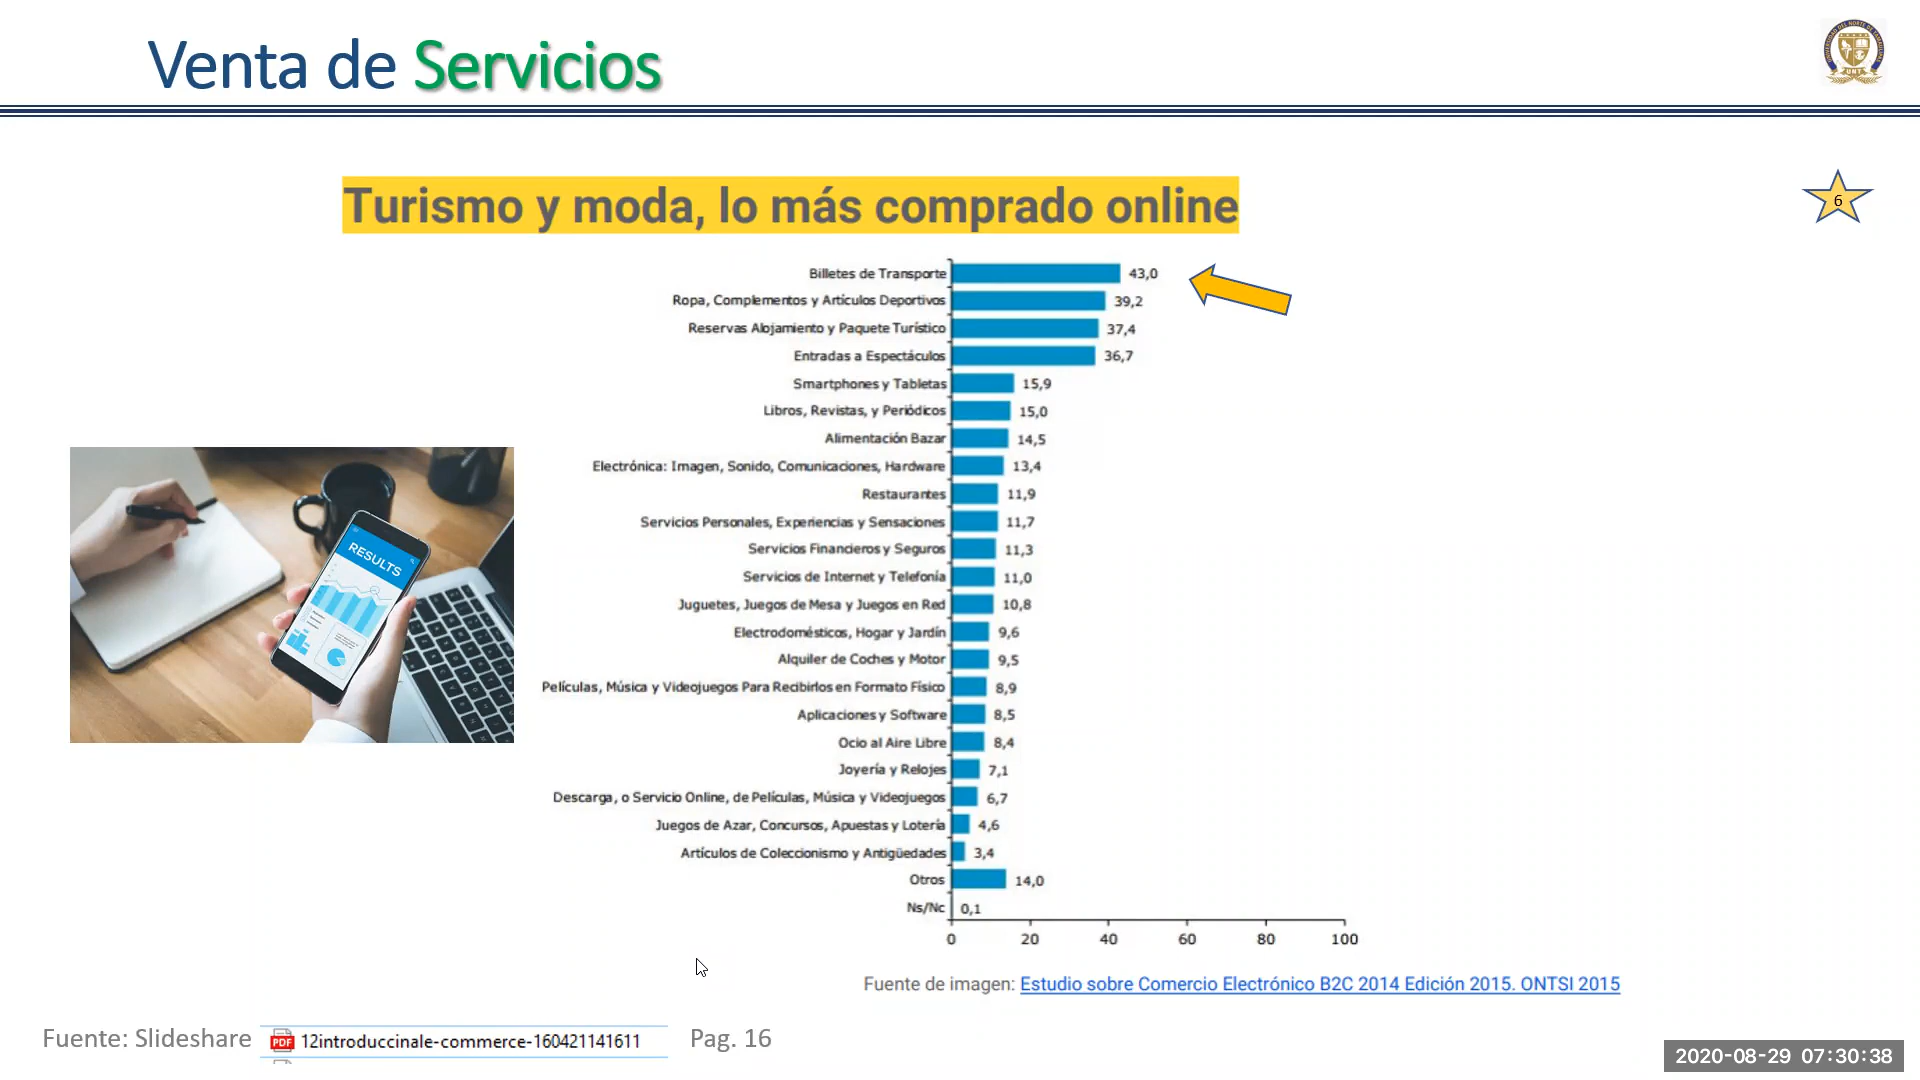 Venta de Servicios
Turismo y moda, lo más comprado online
6
Billetes de Transporte 43,0
Ropa, Complementos y Artículos Deportivos 39,2
Reservas Alojamiento y Paquete Turístico 37,4
Entradas a Espectáculos 36,7
Smartphones y Tabletas 15,9
Libros, Revistas, y Periódicos 15,0
Alimentación Bazar 14,5
Electrónica: Imagen, Sonido, Comunicaciones, Hardware 13,4
Restaurantes 11,9
Servicios Personales, Experiencias y Sensaciones 11,7
Servicios Financieros y Seguros 11,3
Servicios de Internet y Telefonía 11,0
Juguetes, Juegos de Mesa y Juegos en Red 10,8
Electrodomésticos, Hogar y Jardín 9,6
Alquiler de Coches y Motor 9,5
Películas, Música y Videojuegos Para Recibirlos en Formato Físico 8,9
Aplicaciones y Software 8,5
Ocio al Aire Libre 8,4
Joyería y Relojes 7,1
Descarga, o Servicio Online, de Películas, Música y Videojuegos 6,7
Juegos de Azar, Concursos, Apuestas y Lotería 4,6
Artículos de Coleccionismo y Antigüedades 3,4
Otros 14,0
Ns/Nc 0,1
0 20 40 60 80 100
RESULTS
Fuente de imagen: Estudio sobre Comercio Electrónico B2C 2014 Edición 2015. ONTSI 2015
Fuente: Slideshare PDF 12introduccinale-commerce-160421141611 Pag. 16
2020-08-29 07:30:38